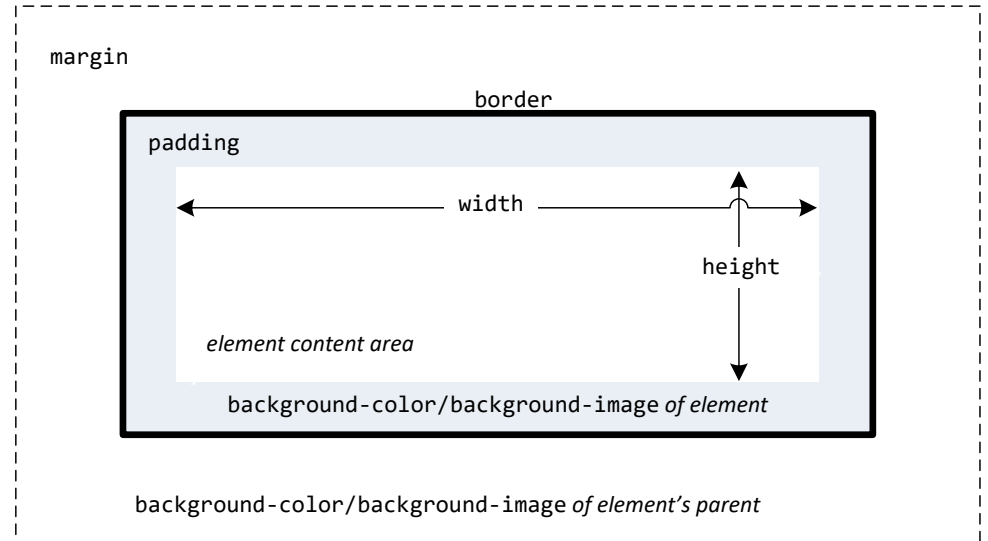 margin
border
padding
width
height
element content area
background-color/background-image of element
background-color/background-image of element’s parent